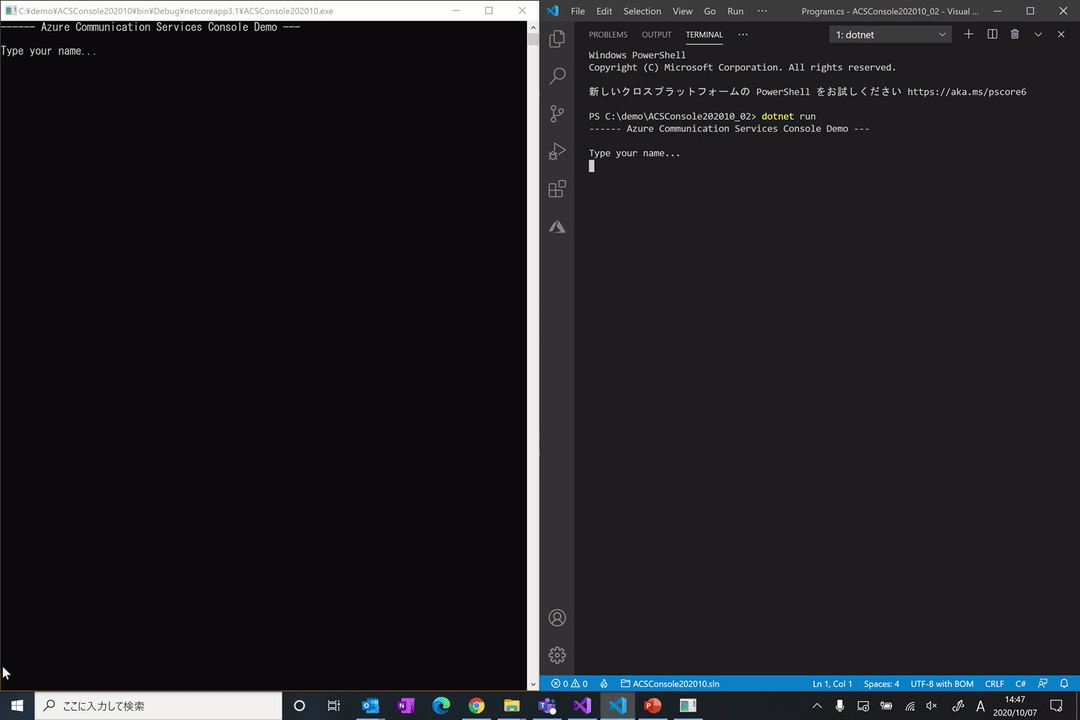 C:¥demo¥ACSConsole202010¥bin¥Debug¥netcoreapp3.1¥ACSConsole202010.exe
------ Azure Communication Services Console Demo ---
Type your name...
File Edit Selection View Go Run ··· Program.cs - ACSConsole202010_02 - Visual ...
PROBLEMS OUTPUT TERMINAL ··· 1: dotnet
Windows PowerShell
Copyright (C) Microsoft Corporation. All rights reserved.
新しいクロスプラットフォームの PowerShell をお試しください https://aka.ms/pscore6
PS C:\demo\ACSConsole202010_02> dotnet run
------ Azure Communication Services Console Demo ---
Type your name...
0 0 ACSConsole202010.sln Ln 1, Col 1 Spaces: 4 UTF-8 with BOM CRLF C#
ここに入力して検索
A
14:47
2020/10/07